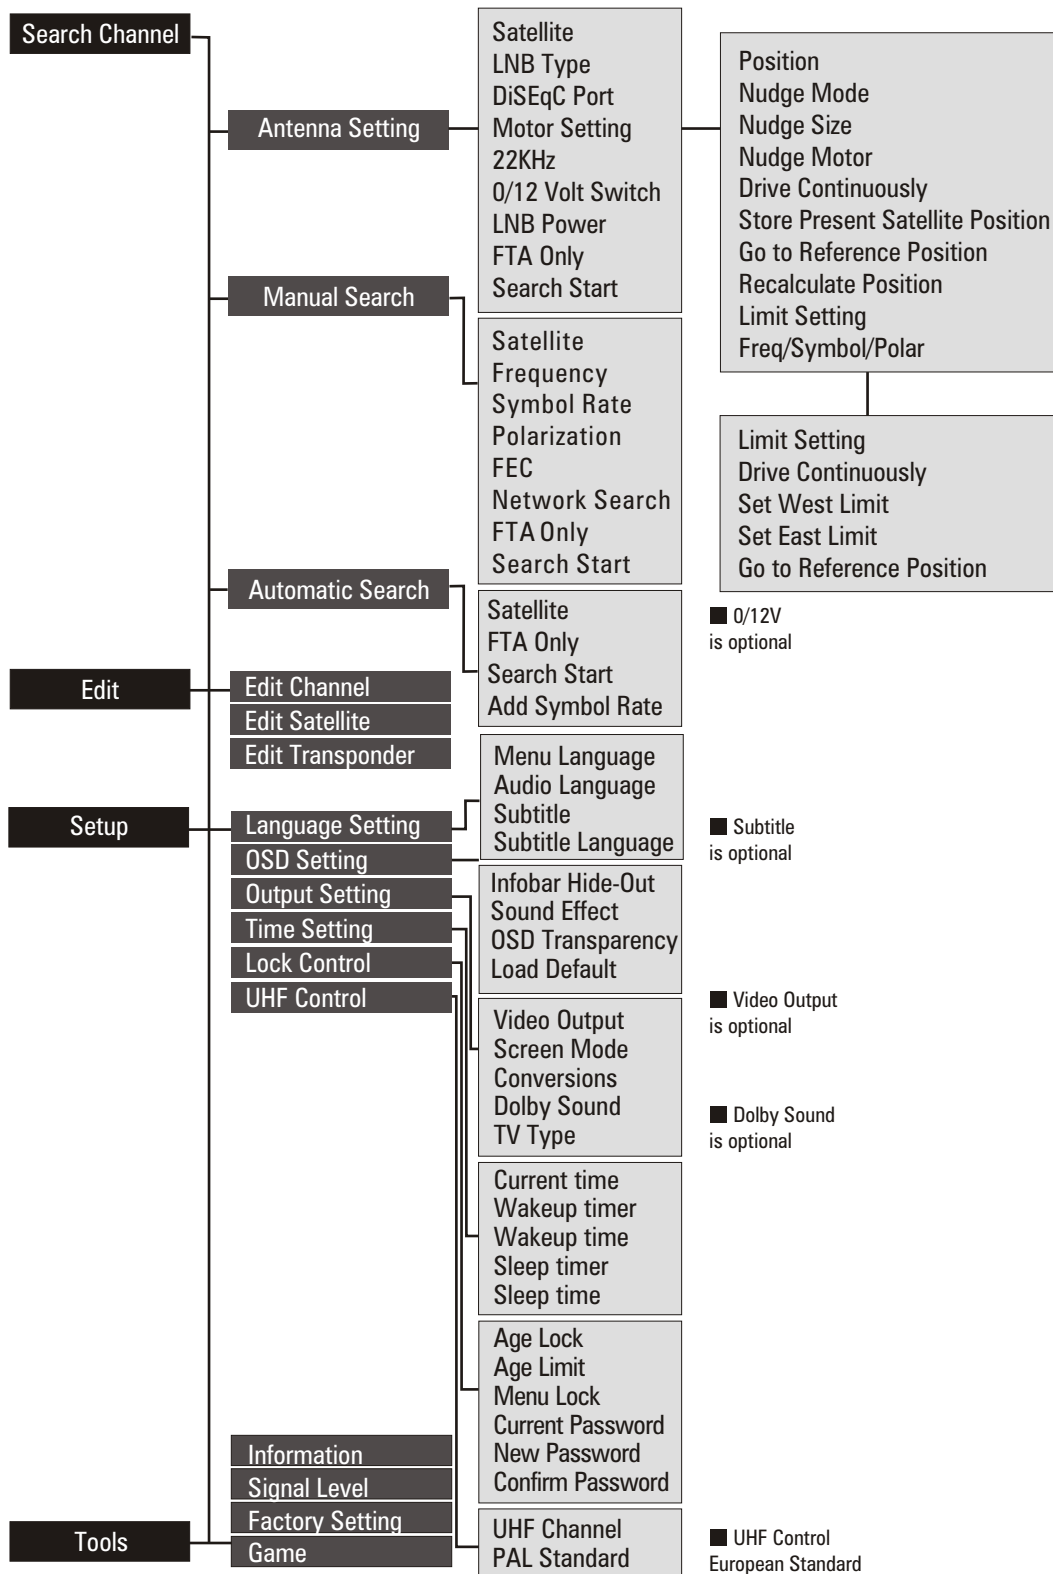 Search Channel
Antenna Setting
Satellite
LNB Type
DiSEqC Port
Motor Setting
22KHz
0/12 Volt Switch
LNB Power
FTA Only
Search Start
Position
Nudge Mode
Nudge Size
Nudge Motor
Drive Continuously
Store Present Satellite Position
Go to Reference Position
Recalculate Position
Limit Setting
Freq/Symbol/Polar
Limit Setting
Drive Continuously
Set West Limit
Set East Limit
Go to Reference Position
Manual Search
Satellite
Frequency
Symbol Rate
Polarization
FEC
Network Search
FTA Only
Search Start
Automatic Search
Satellite
FTA Only
Search Start
Add Symbol Rate
■ 0/12V
is optional
Edit
Edit Channel
Edit Satellite
Edit Transponder
Setup
Language Setting
OSD Setting
Output Setting
Time Setting
Lock Control
UHF Control
Menu Language
Audio Language
Subtitle
Subtitle Language
■ Subtitle
is optional
Infobar Hide-Out
Sound Effect
OSD Transparency
Load Default
Video Output
Screen Mode
Conversions
Dolby Sound
TV Type
■ Video Output
is optional
■ Dolby Sound
is optional
Current time
Wakeup timer
Wakeup time
Sleep timer
Sleep time
Age Lock
Age Limit
Menu Lock
Current Password
New Password
Confirm Password
UHF Channel
PAL Standard
■ UHF Control
European Standard
Tools
Information
Signal Level
Factory Setting
Game